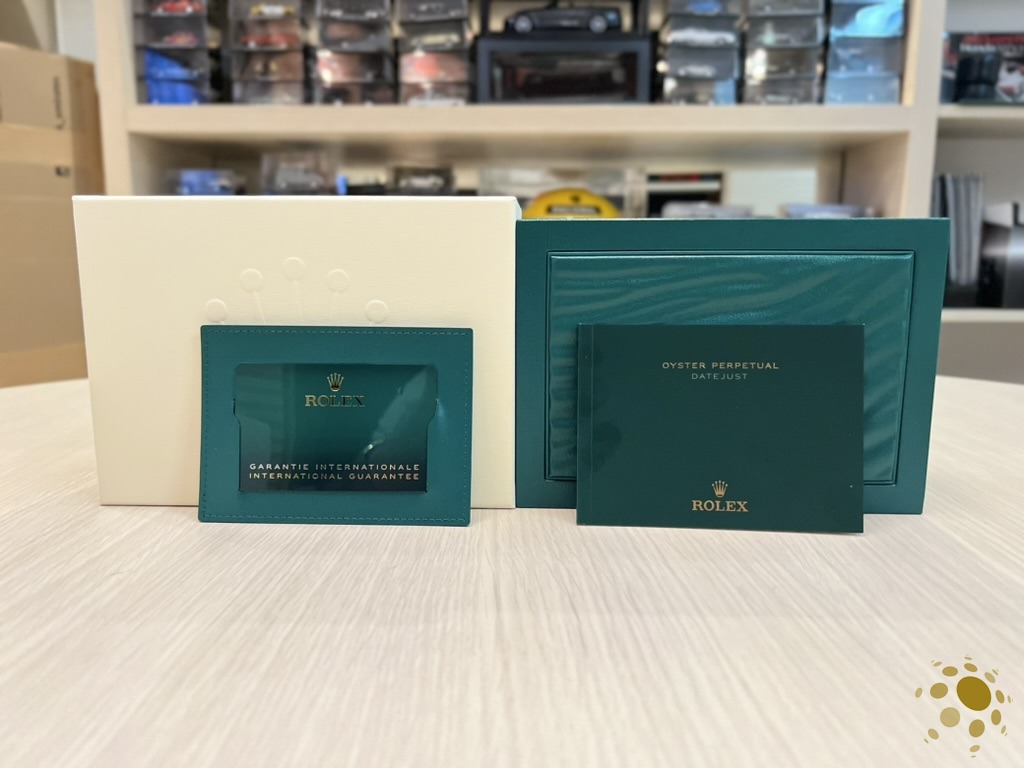 ROLEX
GARANTIE INTERNATIONALE
INTERNATIONAL GUARANTEE
OYSTER PERPETUAL
DATEJUST
ROLEX